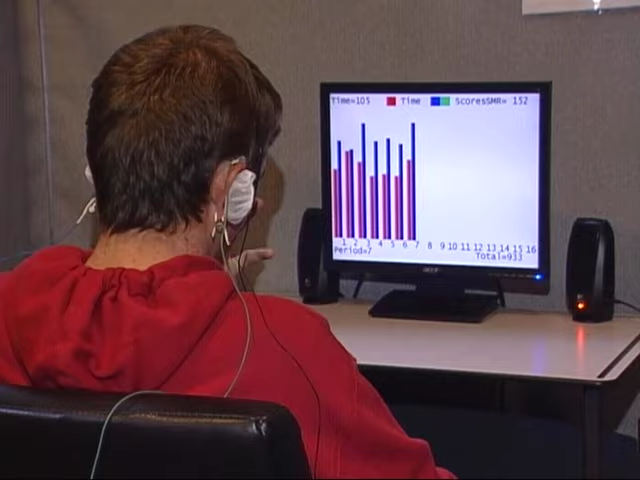 Time=105 Time ScoresSMR= 152
1 2 3 4 5 6 7 8 9 10 11 12 13 14 15 16
Period=7 Total=933
acer